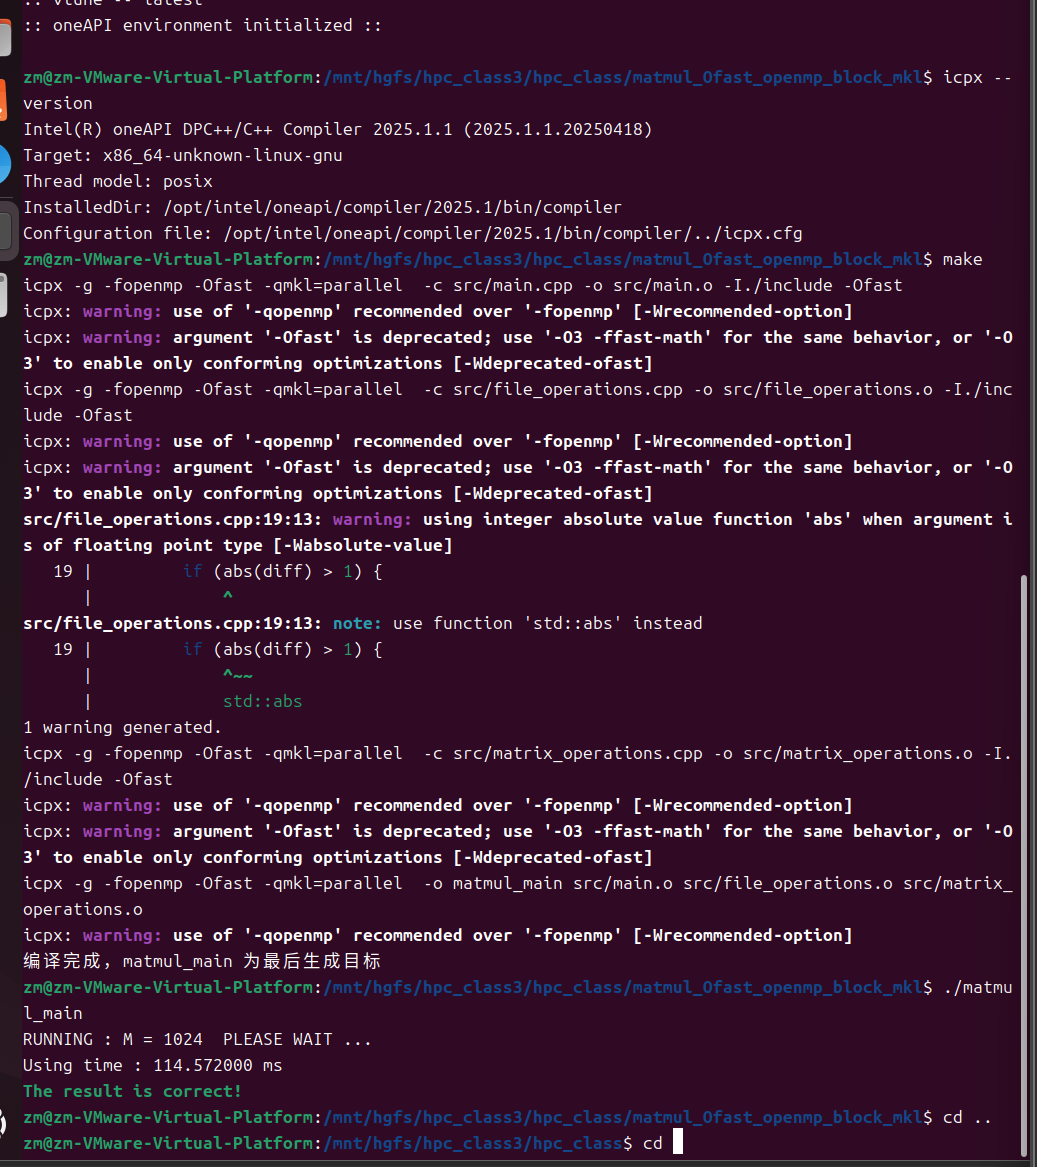 :: vtune -- latest
:: oneAPI environment initialized ::
zm@zm-VMware-Virtual-Platform:/mnt/hgfs/hpc_class3/hpc_class/matmul_Ofast_openmp_block_mkl$ icpx --
version
Intel(R) oneAPI DPC++/C++ Compiler 2025.1.1 (2025.1.1.20250418)
Target: x86_64-unknown-linux-gnu
Thread model: posix
InstalledDir: /opt/intel/oneapi/compiler/2025.1/bin/compiler
Configuration file: /opt/intel/oneapi/compiler/2025.1/bin/compiler/../icpx.cfg
zm@zm-VMware-Virtual-Platform:/mnt/hgfs/hpc_class3/hpc_class/matmul_Ofast_openmp_block_mkl$ make
icpx -g -fopenmp -Ofast -qmkl=parallel  -c src/main.cpp -o src/main.o -I./include -Ofast
icpx: warning: use of '-qopenmp' recommended over '-fopenmp' [-Wrecommended-option]
icpx: warning: argument '-Ofast' is deprecated; use '-O3 -ffast-math' for the same behavior, or '-O
3' to enable only conforming optimizations [-Wdeprecated-ofast]
icpx -g -fopenmp -Ofast -qmkl=parallel  -c src/file_operations.cpp -o src/file_operations.o -I./inc
lude -Ofast
icpx: warning: use of '-qopenmp' recommended over '-fopenmp' [-Wrecommended-option]
icpx: warning: argument '-Ofast' is deprecated; use '-O3 -ffast-math' for the same behavior, or '-O
3' to enable only conforming optimizations [-Wdeprecated-ofast]
src/file_operations.cpp:19:13: warning: using integer absolute value function 'abs' when argument i
s of floating point type [-Wabsolute-value]
   19 |         if (abs(diff) > 1) {
      |             ^
src/file_operations.cpp:19:13: note: use function 'std::abs' instead
   19 |         if (abs(diff) > 1) {
      |             ^~~
      |             std::abs
1 warning generated.
icpx -g -fopenmp -Ofast -qmkl=parallel  -c src/matrix_operations.cpp -o src/matrix_operations.o -I.
/include -Ofast
icpx: warning: use of '-qopenmp' recommended over '-fopenmp' [-Wrecommended-option]
icpx: warning: argument '-Ofast' is deprecated; use '-O3 -ffast-math' for the same behavior, or '-O
3' to enable only conforming optimizations [-Wdeprecated-ofast]
icpx -g -fopenmp -Ofast -qmkl=parallel  -o matmul_main src/main.o src/file_operations.o src/matrix_
operations.o
icpx: warning: use of '-qopenmp' recommended over '-fopenmp' [-Wrecommended-option]
编译完成，matmul_main 为最后生成目标
zm@zm-VMware-Virtual-Platform:/mnt/hgfs/hpc_class3/hpc_class/matmul_Ofast_openmp_block_mkl$ ./matmu
l_main
RUNNING : M = 1024  PLEASE WAIT ...
Using time : 114.572000 ms
The result is correct!
zm@zm-VMware-Virtual-Platform:/mnt/hgfs/hpc_class3/hpc_class/matmul_Ofast_openmp_block_mkl$ cd ..
zm@zm-VMware-Virtual-Platform:/mnt/hgfs/hpc_class3/hpc_class$ cd